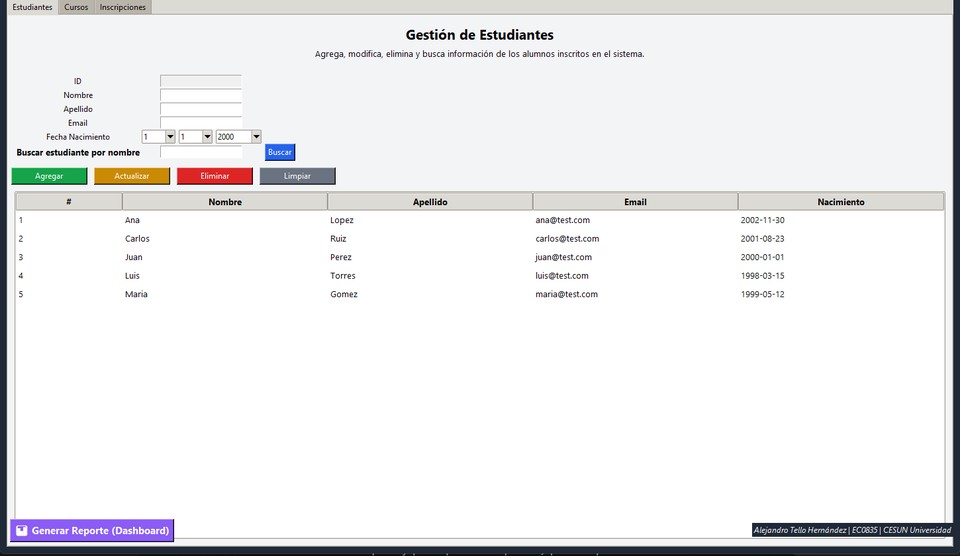 Estudiantes Cursos Inscripciones
Gestión de Estudiantes
Agrega, modifica, elimina y busca información de los alumnos inscritos en el sistema.
ID
Nombre
Apellido
Email
Fecha Nacimiento 1 1 2000
Buscar estudiante por nombre Buscar
Agregar Actualizar Eliminar Limpiar
# Nombre Apellido Email Nacimiento
1 Ana Lopez ana@test.com 2002-11-30
2 Carlos Ruiz carlos@test.com 2001-08-23
3 Juan Perez juan@test.com 2000-01-01
4 Luis Torres luis@test.com 1998-03-15
5 Maria Gomez maria@test.com 1999-05-12
Generar Reporte (Dashboard)
Alejandro Tello Hernández | EC0835 | CESUN Universidad